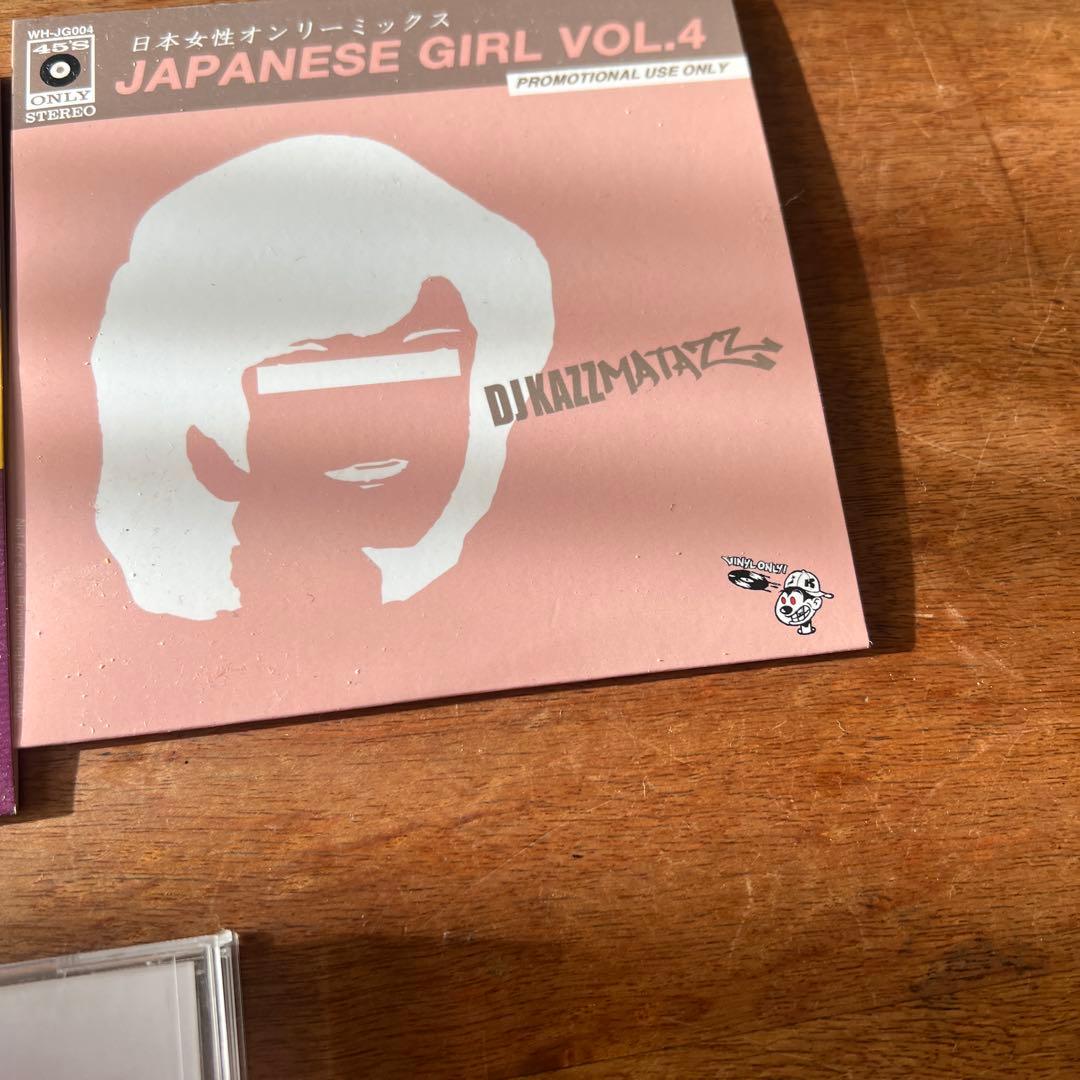 WH-JG004
45'S
ONLY
STEREO
日本女性オンリーミックス
JAPANESE GIRL VOL.4
PROMOTIONAL USE ONLY
DJ KAZZMATAZZ
VINYL ONLY!
K